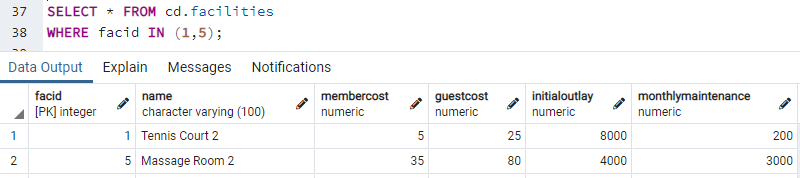 37 SELECT * FROM cd.facilities
38 WHERE facid IN (1,5);
Data Output Explain Messages Notifications
facid name membercost guestcost initialoutlay monthlymaintenance
[PK] integer character varying (100) numeric numeric numeric numeric
1 1 Tennis Court 2 5 25 8000 200
2 5 Massage Room 2 35 80 4000 3000